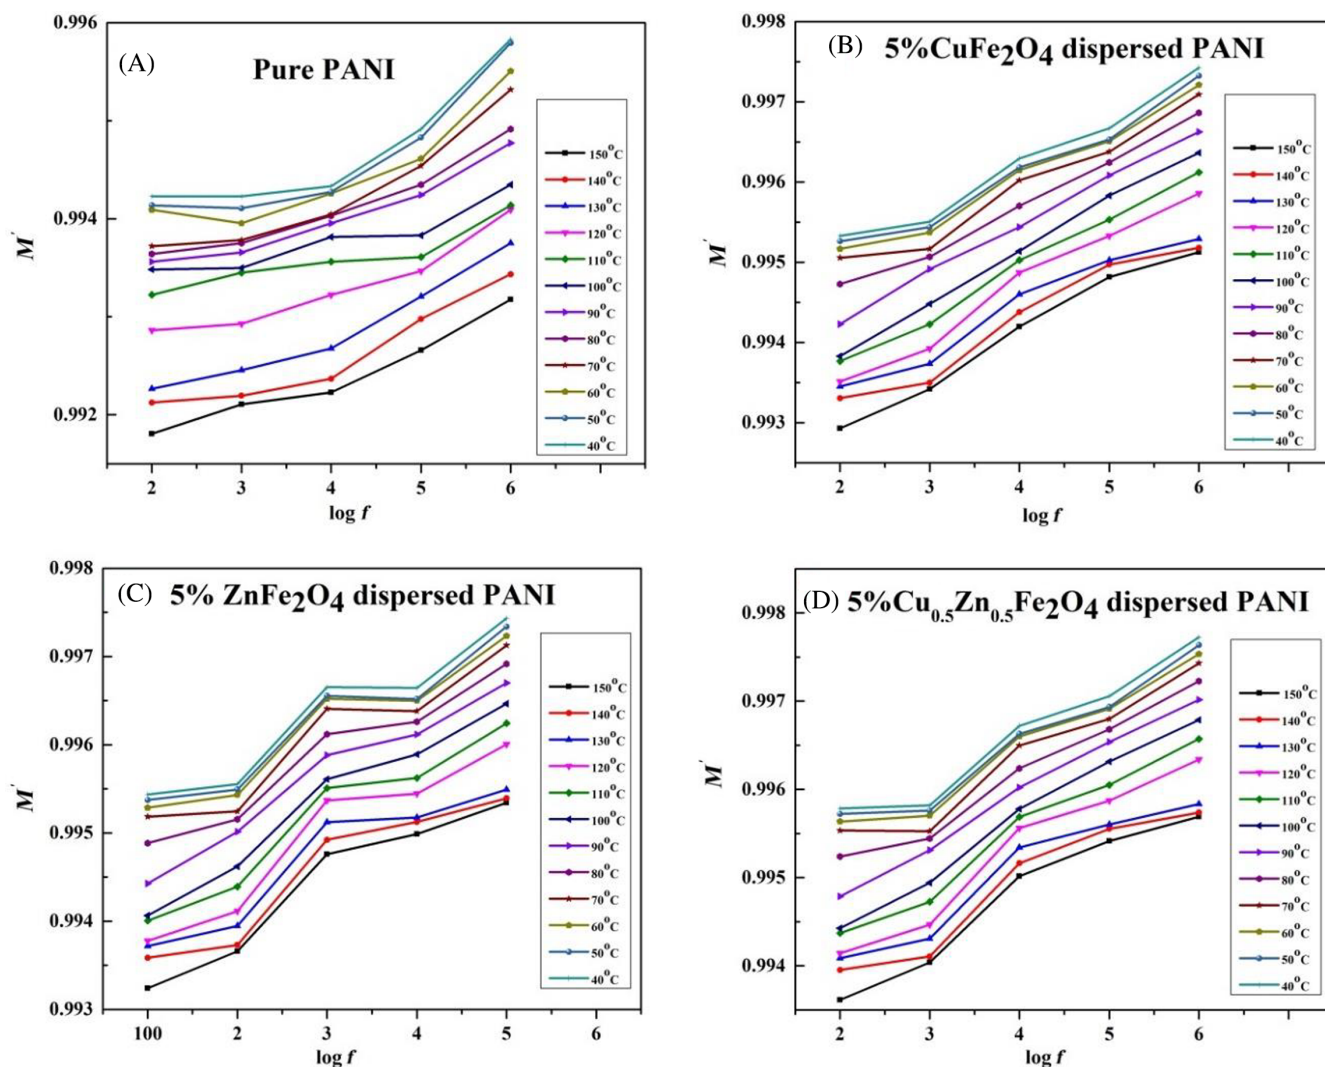 (A)
Pure PANI
0.996
0.994
0.992
M′
2 3 4 5 6
log f
150°C
140°C
130°C
120°C
110°C
100°C
90°C
80°C
70°C
60°C
50°C
40°C
(B)
5%CuFe2O4 dispersed PANI
0.998
0.997
0.996
0.995
0.994
0.993
M′
2 3 4 5 6
log f
150°C
140°C
130°C
120°C
110°C
100°C
90°C
80°C
70°C
60°C
50°C
40°C
(C)
5% ZnFe2O4 dispersed PANI
0.998
0.997
0.996
0.995
0.994
0.993
M′
100 2 3 4 5 6
log f
150°C
140°C
130°C
120°C
110°C
100°C
90°C
80°C
70°C
60°C
50°C
40°C
(D)
5%Cu0.5Zn0.5Fe2O4 dispersed PANI
0.998
0.997
0.996
0.995
0.994
M′
2 3 4 5 6
log f
150°C
140°C
130°C
120°C
110°C
100°C
90°C
80°C
70°C
60°C
50°C
40°C